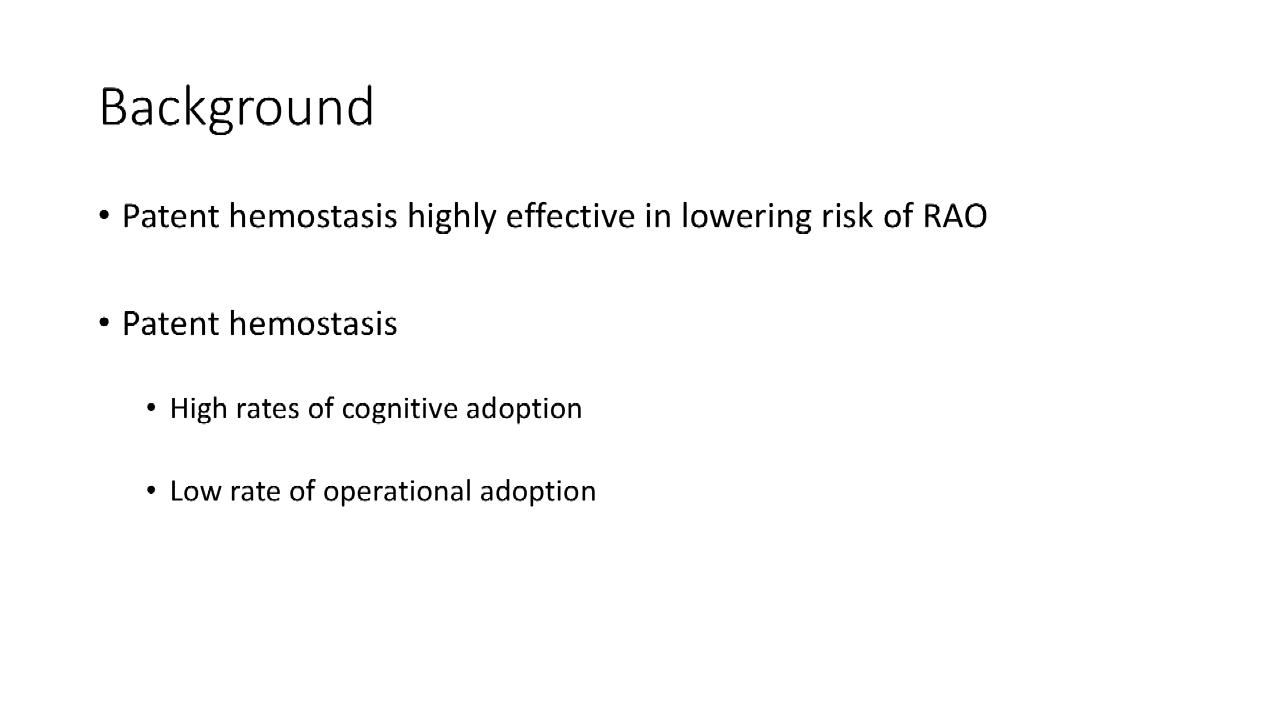 Background
• Patent hemostasis highly effective in lowering risk of RAO
• Patent hemostasis
• High rates of cognitive adoption
• Low rate of operational adoption